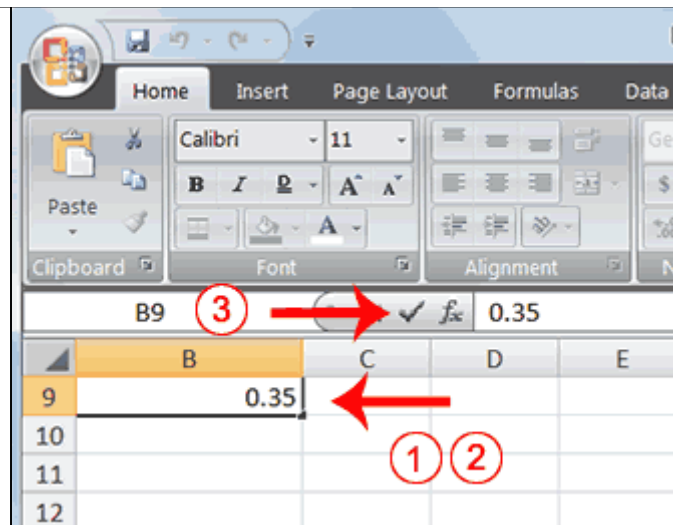 Home Insert Page Layout Formulas Data
Calibri 11 Ge
B I D A A $
Paste A
Clipboard Font Alignment N
B9 3 fx 0.35
B C D E
9 0.35
10 1 2
11
12